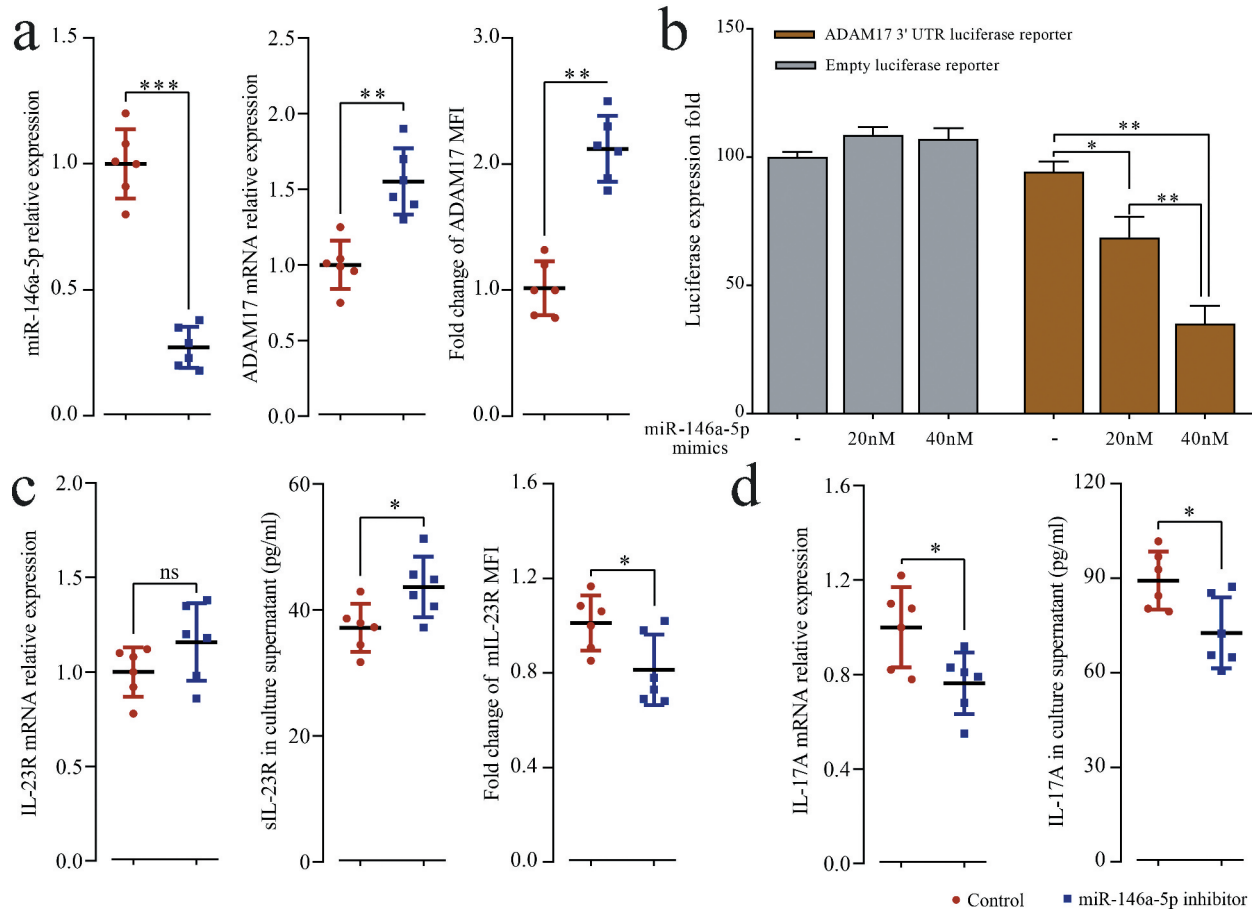 a
miR-146a-5p relative expression
1.5
1.0
0.5
0.0
***
ADAM17 mRNA relative expression
2.5
2.0
1.5
1.0
0.5
0.0
**
Fold change of ADAM17 MFI
3.0
2.0
1.0
0.0
**
b
Luciferase expression fold
150
100
50
0
ADAM17 3' UTR luciferase reporter
Empty luciferase reporter
**
*
**
miR-146a-5p
mimics
- 20nM 40nM - 20nM 40nM
c
IL-23R mRNA relative expression
2.0
1.5
1.0
0.5
0.0
ns
sIL-23R in culture supernatant (pg/ml)
60
40
20
0
*
Fold change of mIL-23R MFI
1.6
1.2
0.8
0.4
0.0
*
d
IL-17A mRNA relative expression
1.6
1.2
0.8
0.4
0.0
*
IL-17A in culture supernatant (pg/ml)
120
90
60
30
0
*
Control
miR-146a-5p inhibitor